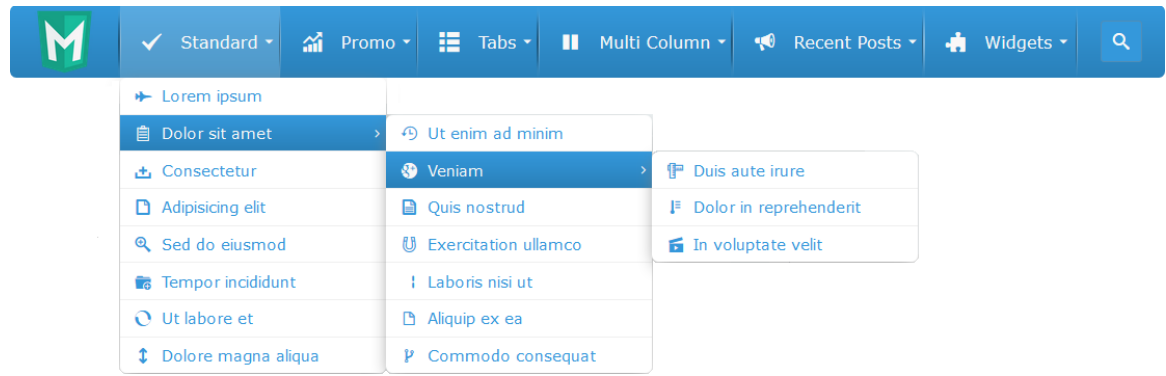 M
Standard
Promo
Tabs
Multi Column
Recent Posts
Widgets
Lorem ipsum
Dolor sit amet
Consectetur
Adipisicing elit
Sed do eiusmod
Tempor incididunt
Ut labore et
Dolore magna aliqua
Ut enim ad minim
Veniam
Quis nostrud
Exercitation ullamco
Laboris nisi ut
Aliquip ex ea
Commodo consequat
Duis aute irure
Dolor in reprehenderit
In voluptate velit